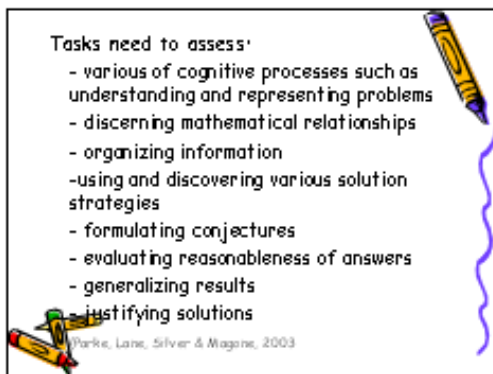 Tasks need to assess:
- various of cognitive processes such as
understanding and representing problems
- discerning mathematical relationships
- organizing information
-using and discovering various solution
strategies
- formulating conjectures
- evaluating reasonableness of answers
- generalizing results
- justifying solutions
Parke, Lane, Silver & Magone, 2003